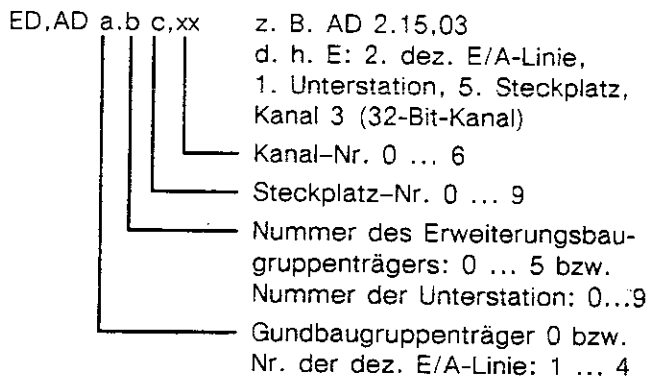 ED,AD a.b c,xx z. B. AD 2.15,03
d. h. E: 2. dez. E/A-Linie,
1. Unterstation, 5. Steckplatz,
Kanal 3 (32-Bit-Kanal)
Kanal-Nr. 0 ... 6
Steckplatz-Nr. 0 ... 9
Nummer des Erweiterungsbau-
gruppenträgers: 0 ... 5 bzw.
Nummer der Unterstation: 0...9
Gundbaugruppenträger 0 bzw.
Nr. der dez. E/A-Linie: 1 ... 4